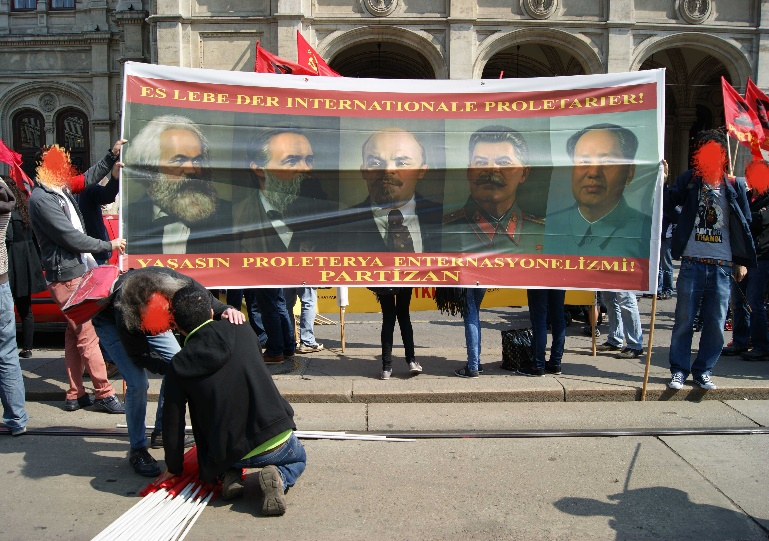 ES LEBE DER INTERNATIONALE PROLETARIER!
YAŞASIN PROLETERYA ENTERNASYONELİZMİ!
PARTİZAN